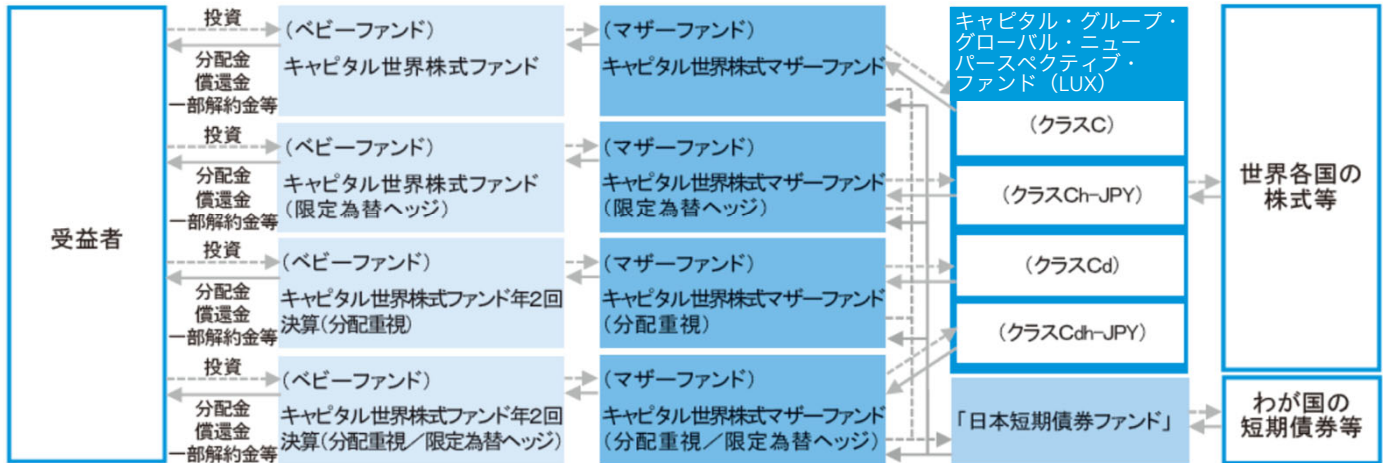 受益者
投資
分配金
償還金
一部解約金等
(ベビーファンド)
キャピタル世界株式ファンド
(マザーファンド)
キャピタル世界株式マザーファンド
投資
分配金
償還金
一部解約金等
(ベビーファンド)
キャピタル世界株式ファンド
(限定為替ヘッジ)
(マザーファンド)
キャピタル世界株式マザーファンド
(限定為替ヘッジ)
投資
分配金
償還金
一部解約金等
(ベビーファンド)
キャピタル世界株式ファンド年2回
決算(分配重視)
(マザーファンド)
キャピタル世界株式マザーファンド
(分配重視)
投資
分配金
償還金
一部解約金等
(ベビーファンド)
キャピタル世界株式ファンド年2回
決算(分配重視/限定為替ヘッジ)
(マザーファンド)
キャピタル世界株式マザーファンド
(分配重視/限定為替ヘッジ)
キャピタル・グループ・
グローバル・ニュー
パースペクティブ・
ファンド(LUX)
(クラスC)
(クラスCh-JPY)
(クラスCd)
(クラスCdh-JPY)
「日本短期債券ファンド」
世界各国の
株式等
わが国の
短期債券等